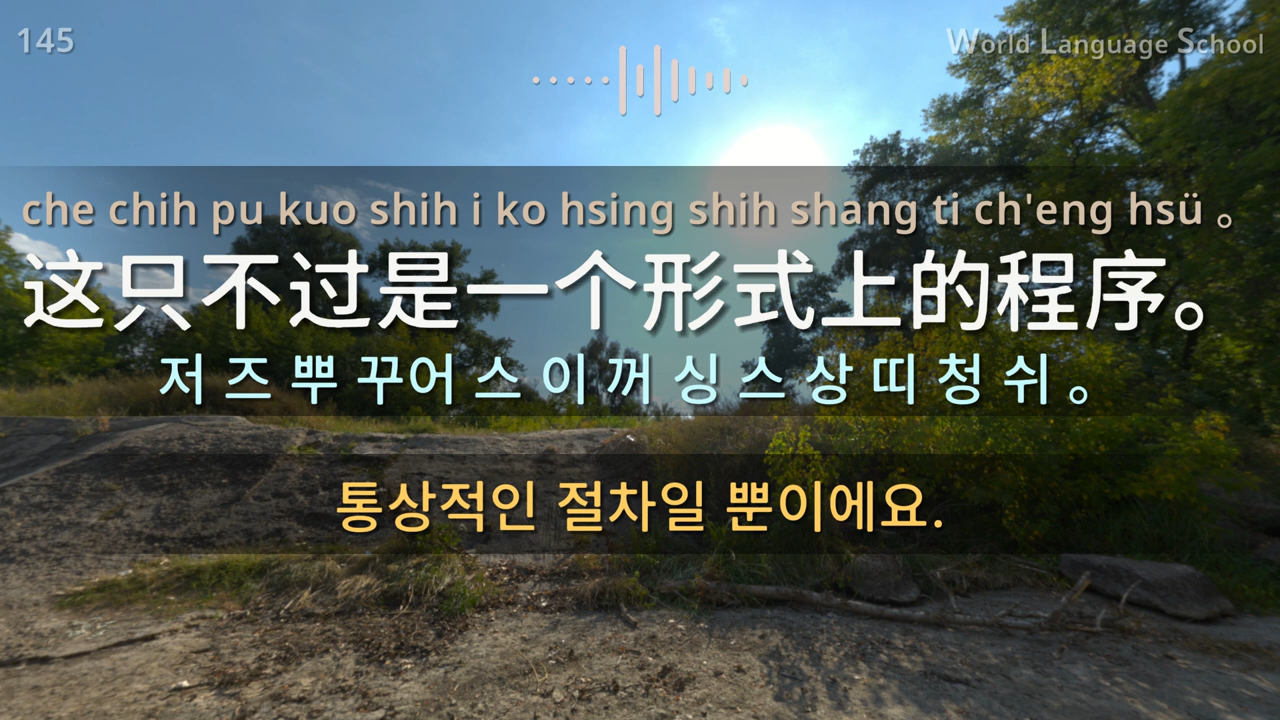 145
World Language School
che chih pu kuo shih i ko hsing shih shang ti ch'eng hsü 。
这只不过是一个形式上的程序。
저 즈 뿌 꾸어 스 이 꺼 싱 스 상 띠 청 쉬 。
통상적인 절차일 뿐이에요.